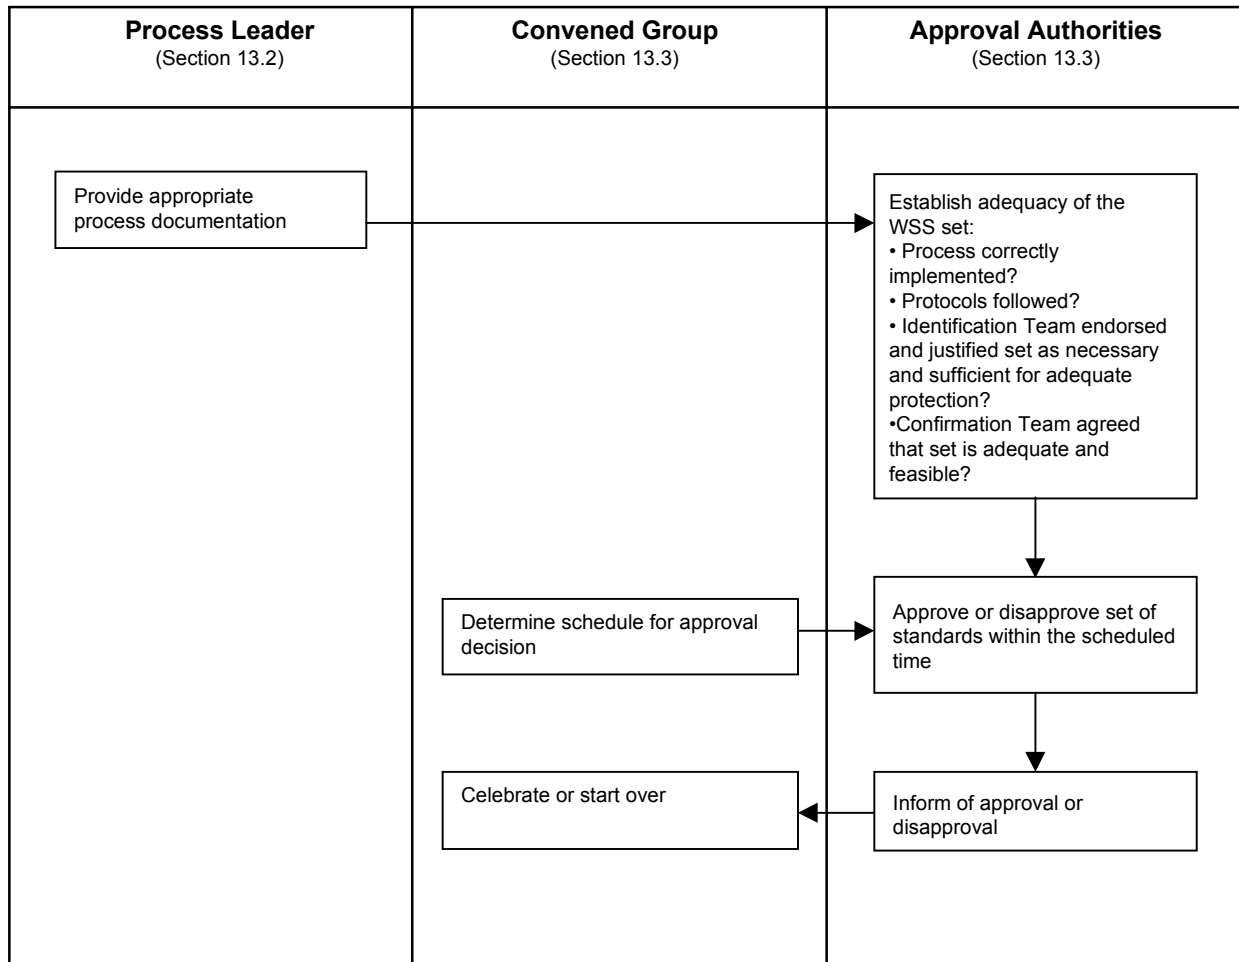 Process Leader
(Section 13.2)
Convened Group
(Section 13.3)
Approval Authorities
(Section 13.3)
Provide appropriate
process documentation
Establish adequacy of the
WSS set:
• Process correctly
implemented?
• Protocols followed?
• Identification Team endorsed
and justified set as necessary
and sufficient for adequate
protection?
•Confirmation Team agreed
that set is adequate and
feasible?
Determine schedule for approval
decision
Approve or disapprove set of
standards within the scheduled
time
Celebrate or start over
Inform of approval or
disapproval